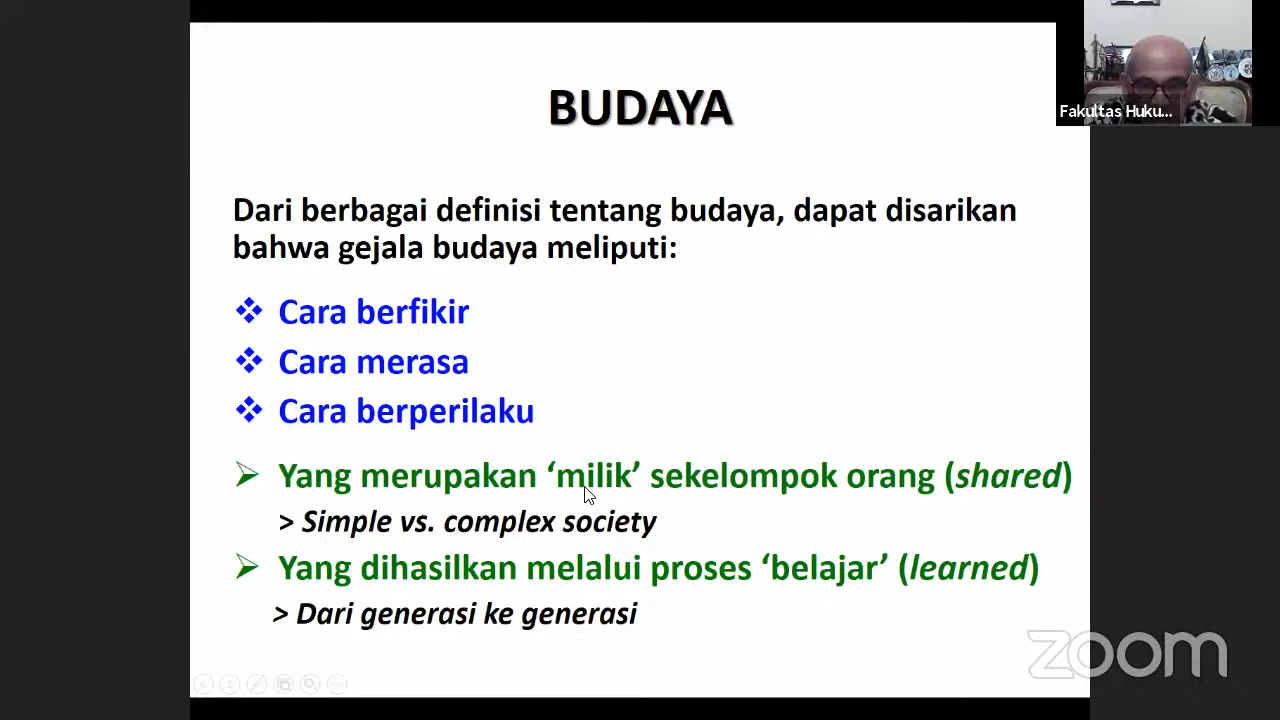 BUDAYA
Fakultas Huku...
Dari berbagai definisi tentang budaya, dapat disarikan
bahwa gejala budaya meliputi:
Cara berfikir
Cara merasa
Cara berperilaku
Yang merupakan ‘milik’ sekelompok orang (shared)
> Simple vs. complex society
Yang dihasilkan melalui proses ‘belajar’ (learned)
> Dari generasi ke generasi
zoom